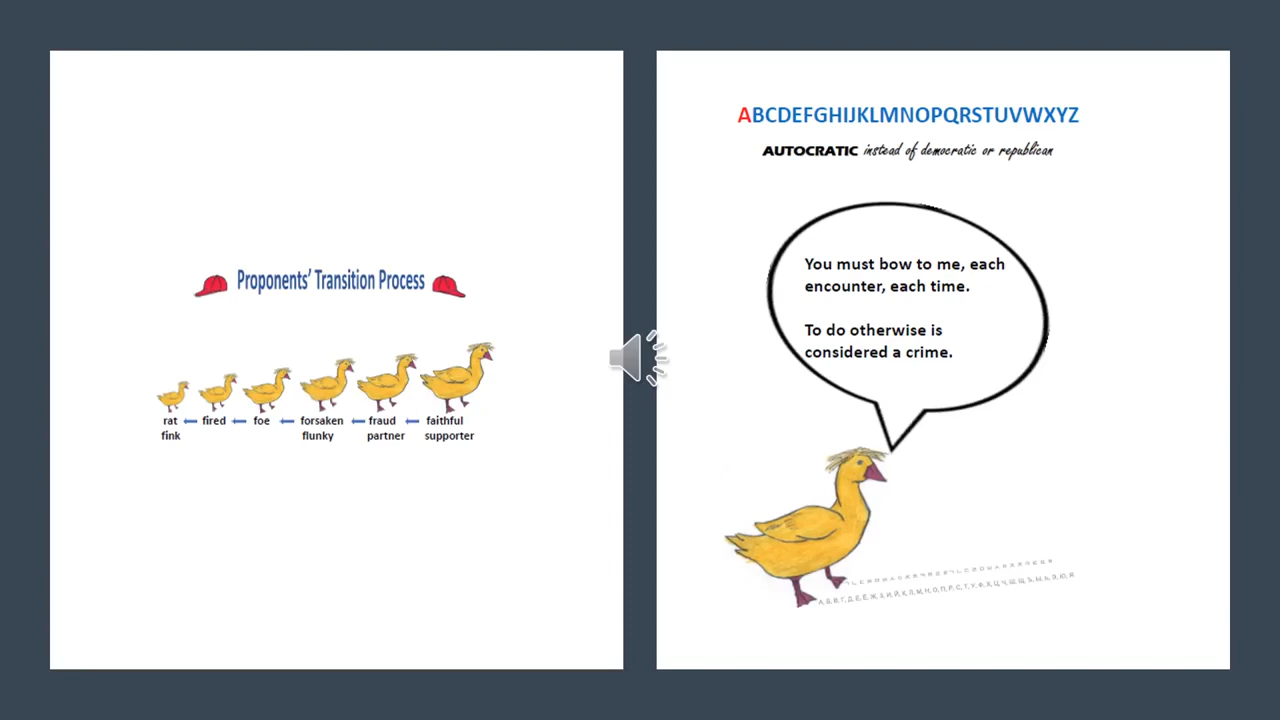 Proponents' Transition Process
rat fired foe forsaken fraud faithful
fink flunky partner supporter
ABCDEFGHIJKLMNOPQRSTUVWXYZ
AUTOCRATIC instead of democratic or republican
You must bow to me, each
encounter, each time.
To do otherwise is
considered a crime.